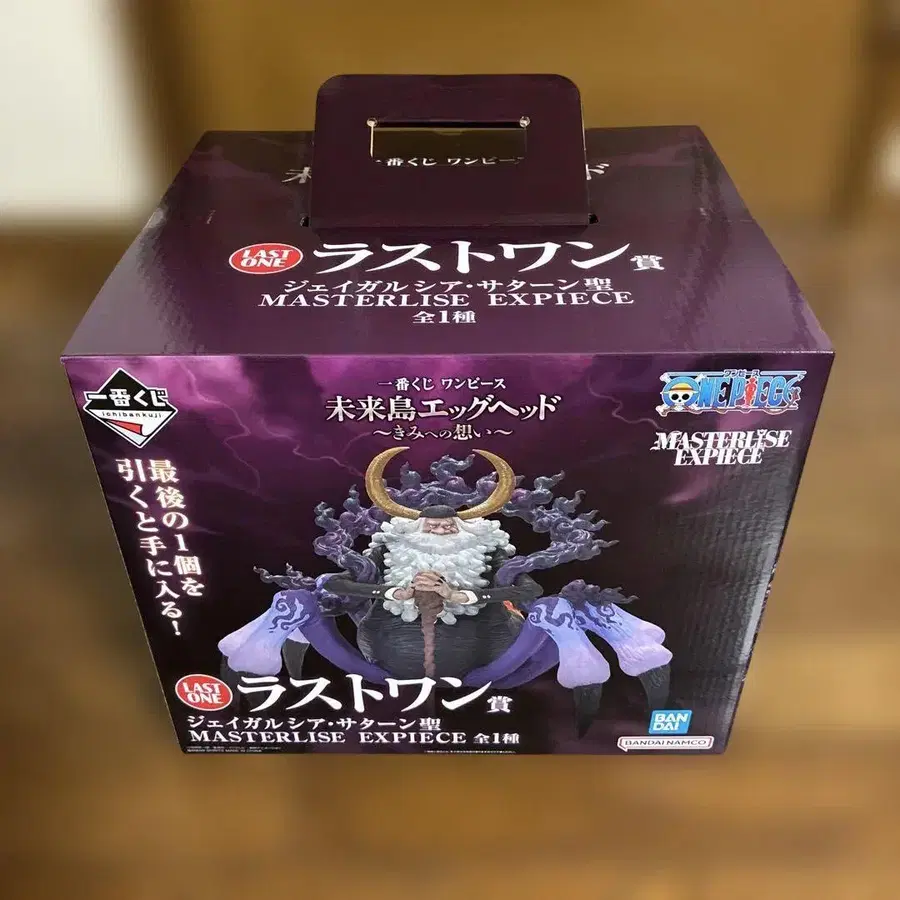 一番くじ ワンピース
LAST ONE
ラストワン賞
ジェイガルシア・サターン聖
MASTERLISE EXPIECE
全1種
一番くじ
ichibankuji
一番くじ ワンピース
未来島エッグヘッド
〜きみへの想い〜
ワンピース
ONE PIECE
MASTERLISE
EXPIECE
最後の1個を
引くと手に入る!
LAST ONE
ラストワン賞
ジェイガルシア・サターン聖
MASTERLISE EXPIECE 全1種
BANDAI
BANDAI NAMCO